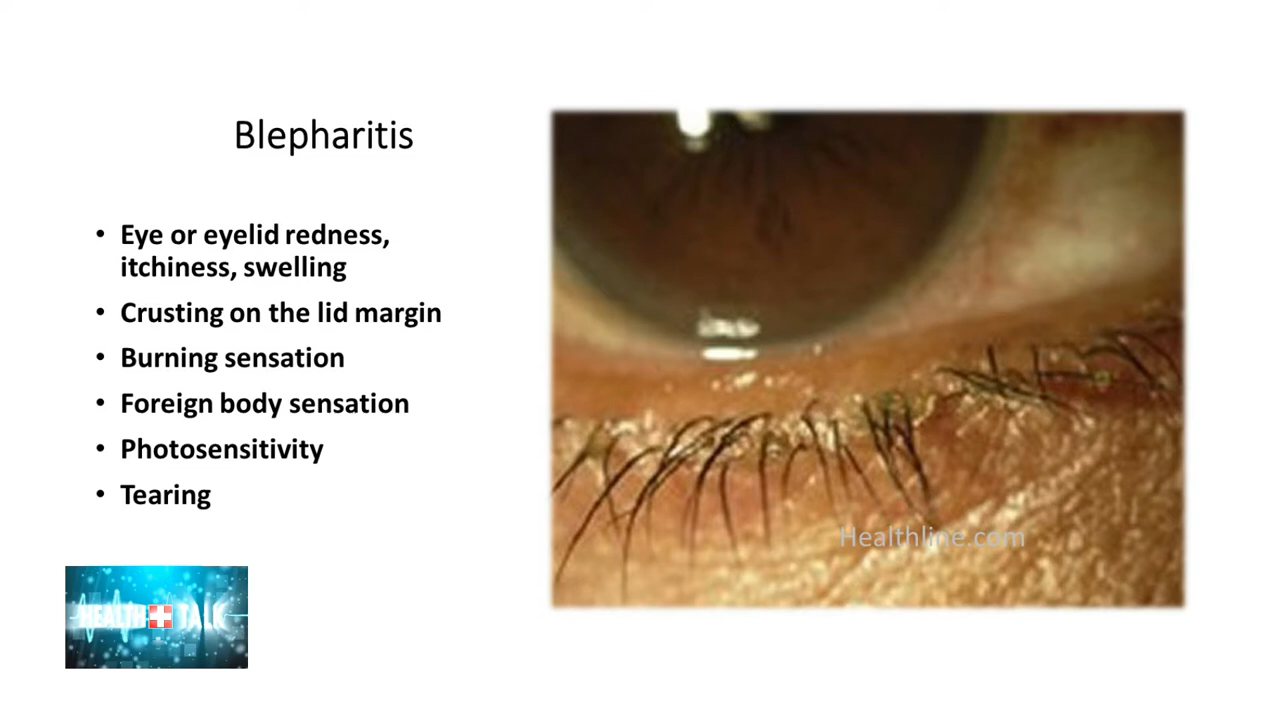 Blepharitis
• Eye or eyelid redness,
itchiness, swelling
• Crusting on the lid margin
• Burning sensation
• Foreign body sensation
• Photosensitivity
• Tearing
Healthline.com
HEALTH TALK